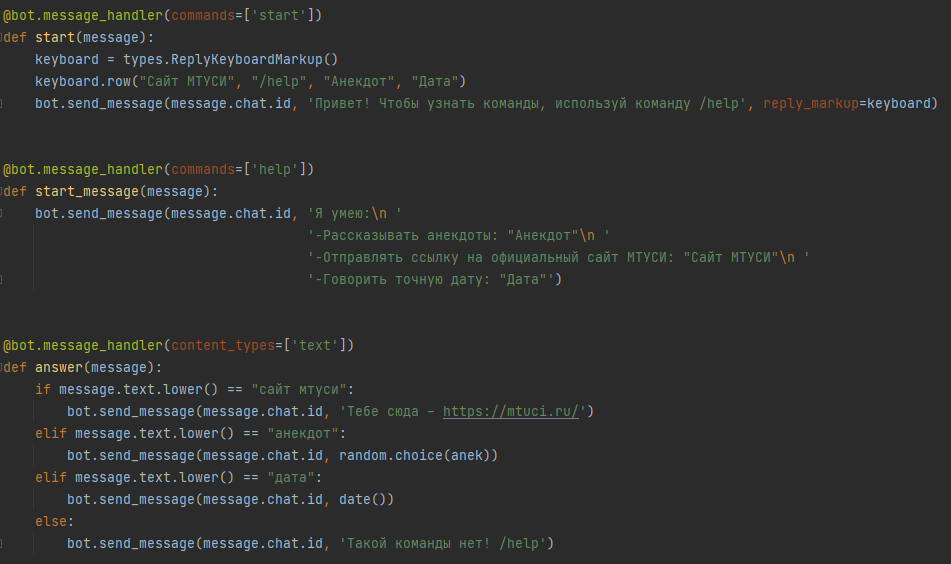 @bot.message_handler(commands=['start'])
def start(message):
    keyboard = types.ReplyKeyboardMarkup()
    keyboard.row("Сайт МТУСИ", "/help", "Анекдот", "Дата")
    bot.send_message(message.chat.id, 'Привет! Чтобы узнать команды, используй команду /help', reply_markup=keyboard)
@bot.message_handler(commands=['help'])
def start_message(message):
    bot.send_message(message.chat.id, 'Я умею:\n '
                                      '-Рассказывать анекдоты: "Анекдот"\n '
                                      '-Отправлять ссылку на официальный сайт МТУСИ: "Сайт МТУСИ"\n '
                                      '-Говорить точную дату: "Дата"')
@bot.message_handler(content_types=['text'])
def answer(message):
    if message.text.lower() == "сайт мтуси":
        bot.send_message(message.chat.id, 'Тебе сюда – https://mtuci.ru/')
    elif message.text.lower() == "анекдот":
        bot.send_message(message.chat.id, random.choice(anek))
    elif message.text.lower() == "дата":
        bot.send_message(message.chat.id, date())
    else:
        bot.send_message(message.chat.id, 'Такой команды нет! /help')